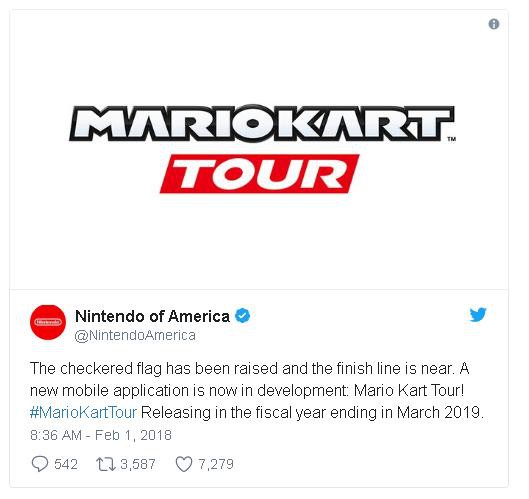 MARIOKART™
TOUR
Nintendo of America
Nintendo
@NintendoAmerica
The checkered flag has been raised and the finish line is near. A
new mobile application is now in development: Mario Kart Tour!
#MarioKartTour Releasing in the fiscal year ending in March 2019.
8:36 AM - Feb 1, 2018
542 3,587 7,279